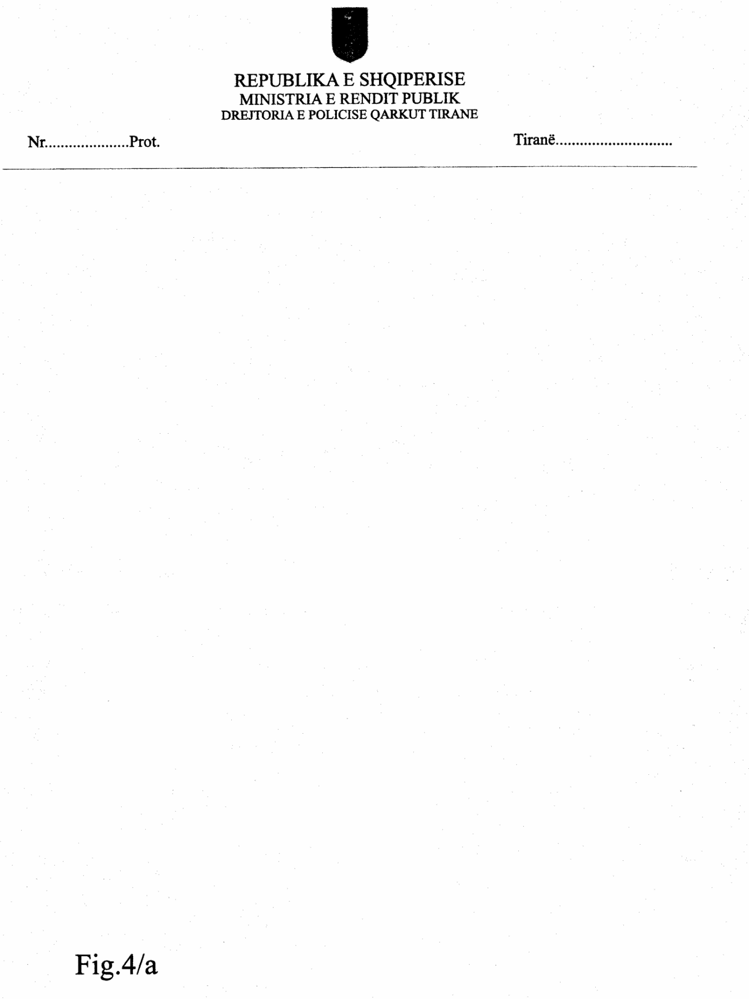 REPUBLIKA E SHQIPERISE
MINISTRIA E RENDIT PUBLIK
DREJTORIA E POLICISE QARKUT TIRANE
Nr.....................Prot. Tiranë.............................
Fig.4/a